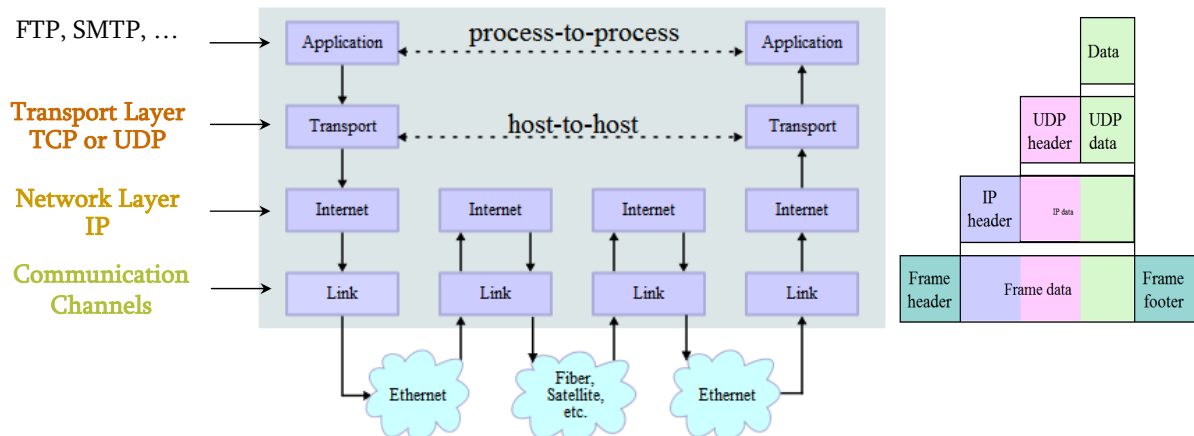 FTP, SMTP, …
Application
process-to-process
Application
Data
Transport Layer
TCP or UDP
Transport
host-to-host
Transport
UDP
header
UDP
data
Network Layer
IP
Internet
Internet
Internet
Internet
IP
header
IP data
Communication
Channels
Link
Link
Link
Link
Frame
header
Frame data
Frame
footer
Ethernet
Fiber,
Satellite,
etc.
Ethernet